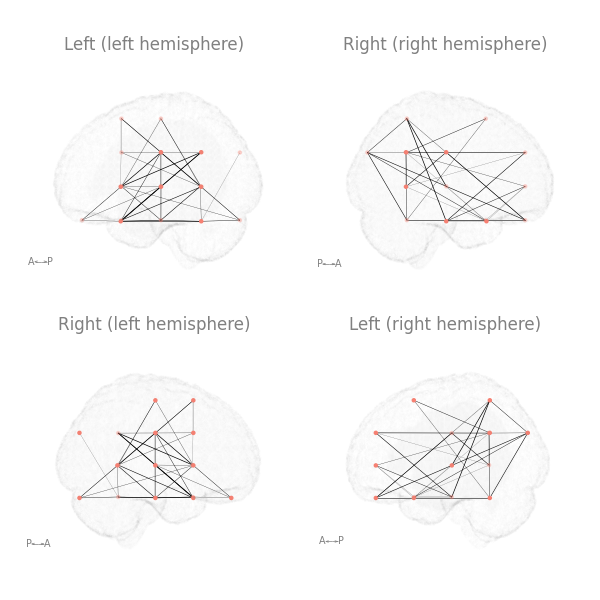 Left (left hemisphere)
Right (right hemisphere)
A⟷P
P⟷A
Right (left hemisphere)
Left (right hemisphere)
P⟷A
A⟷P